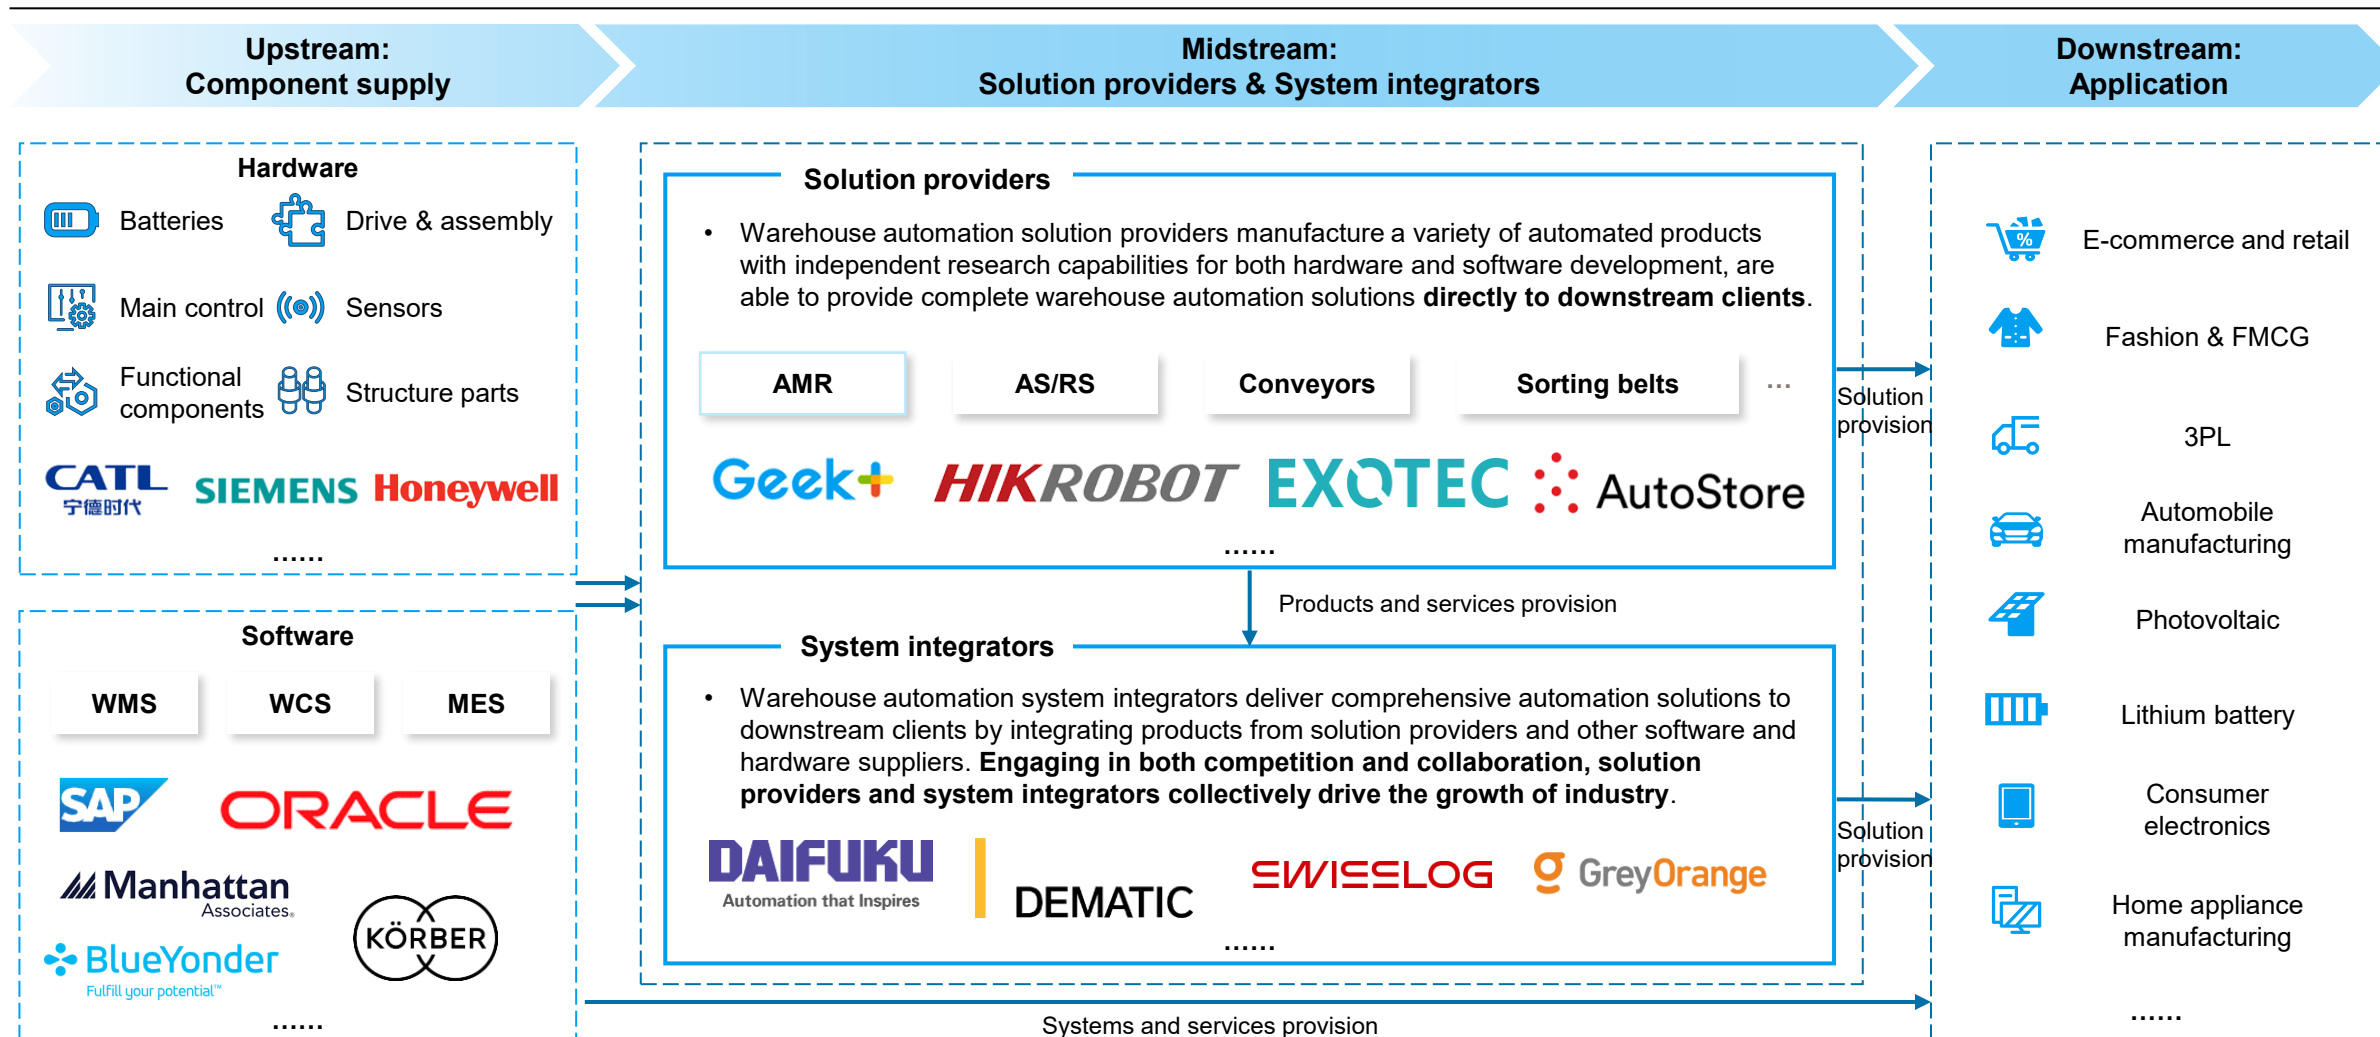 Upstream:
Component supply
Midstream:
Solution providers & System integrators
Downstream:
Application
Hardware
Batteries
Drive & assembly
Main control
Sensors
Functional
components
Structure parts
CATL
宁德时代
SIEMENS
Honeywell
......
Software
WMS
WCS
MES
SAP
ORACLE
Manhattan
Associates®
KÖRBER
BlueYonder
Fulfill your potential™
......
Solution providers
• Warehouse automation solution providers manufacture a variety of automated products
with independent research capabilities for both hardware and software development, are
able to provide complete warehouse automation solutions directly to downstream clients.
AMR
AS/RS
Conveyors
Sorting belts
...
Geek+
HIKROBOT
EXOTEC
AutoStore
......
Products and services provision
System integrators
• Warehouse automation system integrators deliver comprehensive automation solutions to
downstream clients by integrating products from solution providers and other software and
hardware suppliers. Engaging in both competition and collaboration, solution
providers and system integrators collectively drive the growth of industry.
DAIFUKU
Automation that Inspires
DEMATIC
SWISSLOG
GreyOrange
......
Solution
provision
Solution
provision
Systems and services provision
%
E-commerce and retail
Fashion & FMCG
3PL
Automobile
manufacturing
Photovoltaic
Lithium battery
Consumer
electronics
Home appliance
manufacturing
......